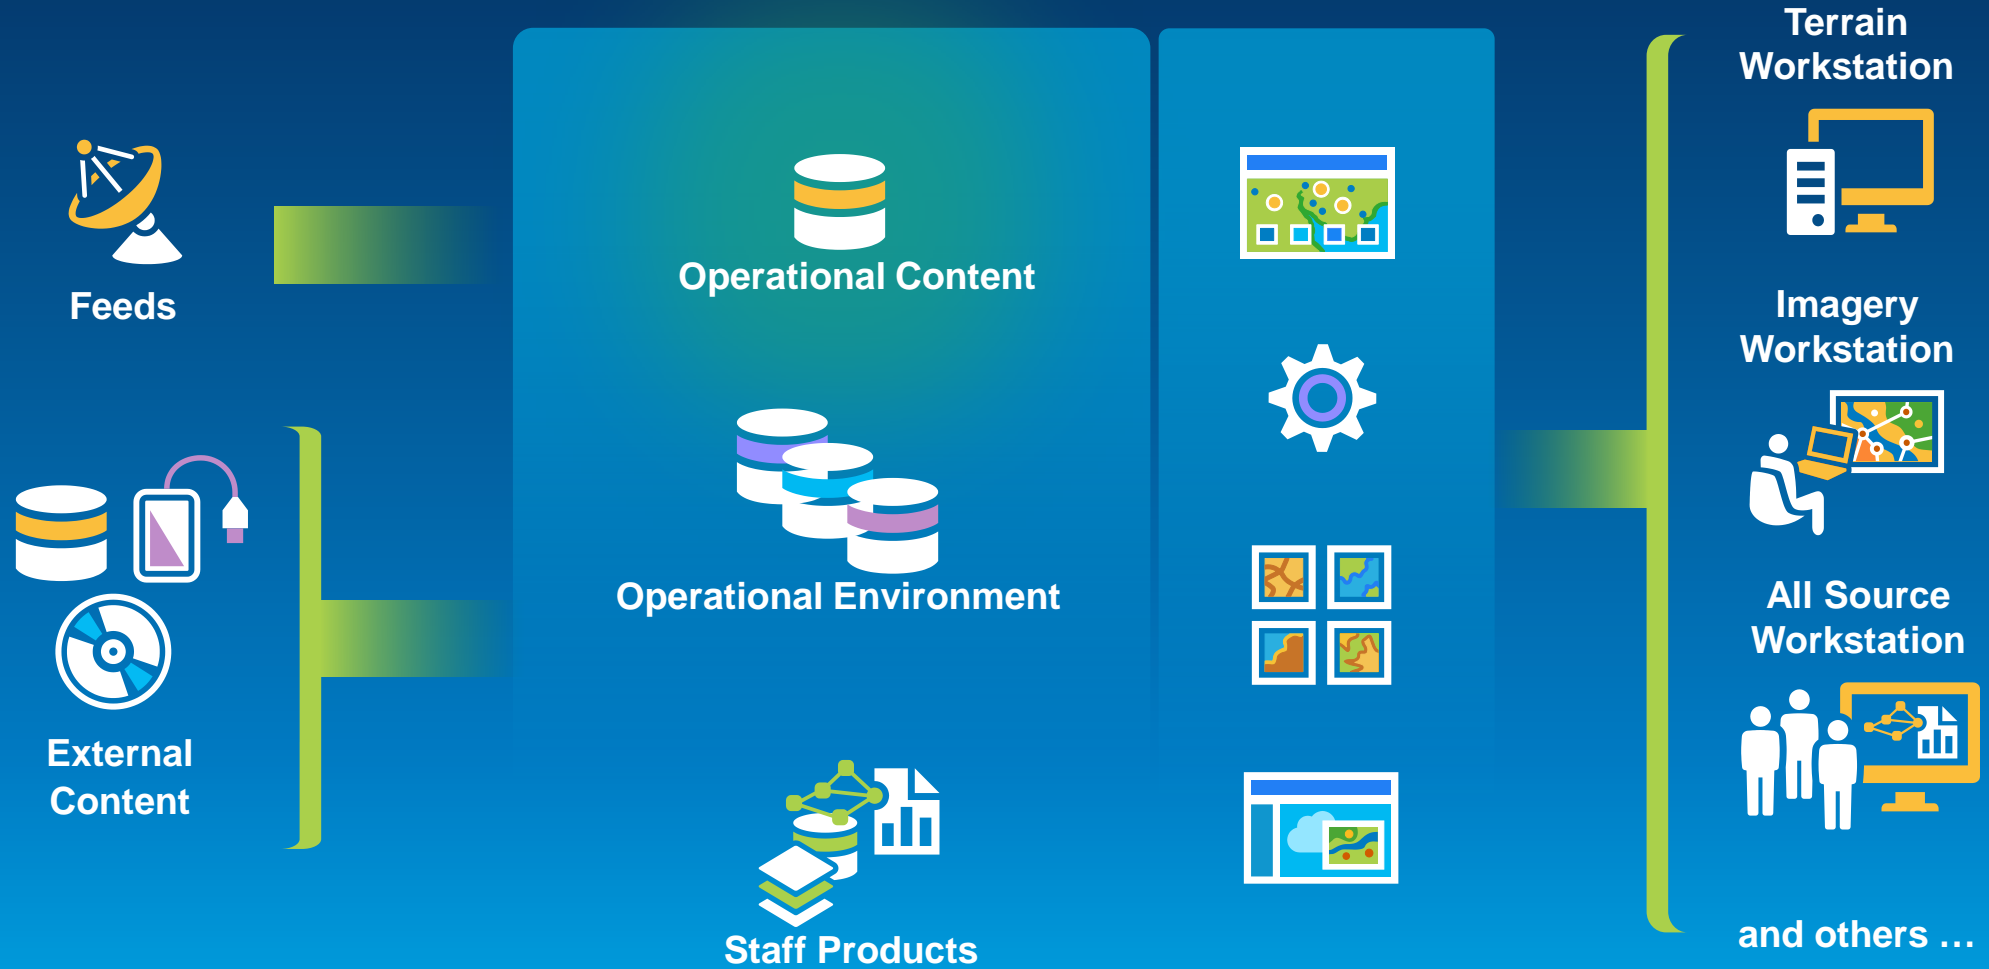 Feeds
External
Content
Operational Content
Operational Environment
Staff Products
Terrain
Workstation
Imagery
Workstation
All Source
Workstation
and others …